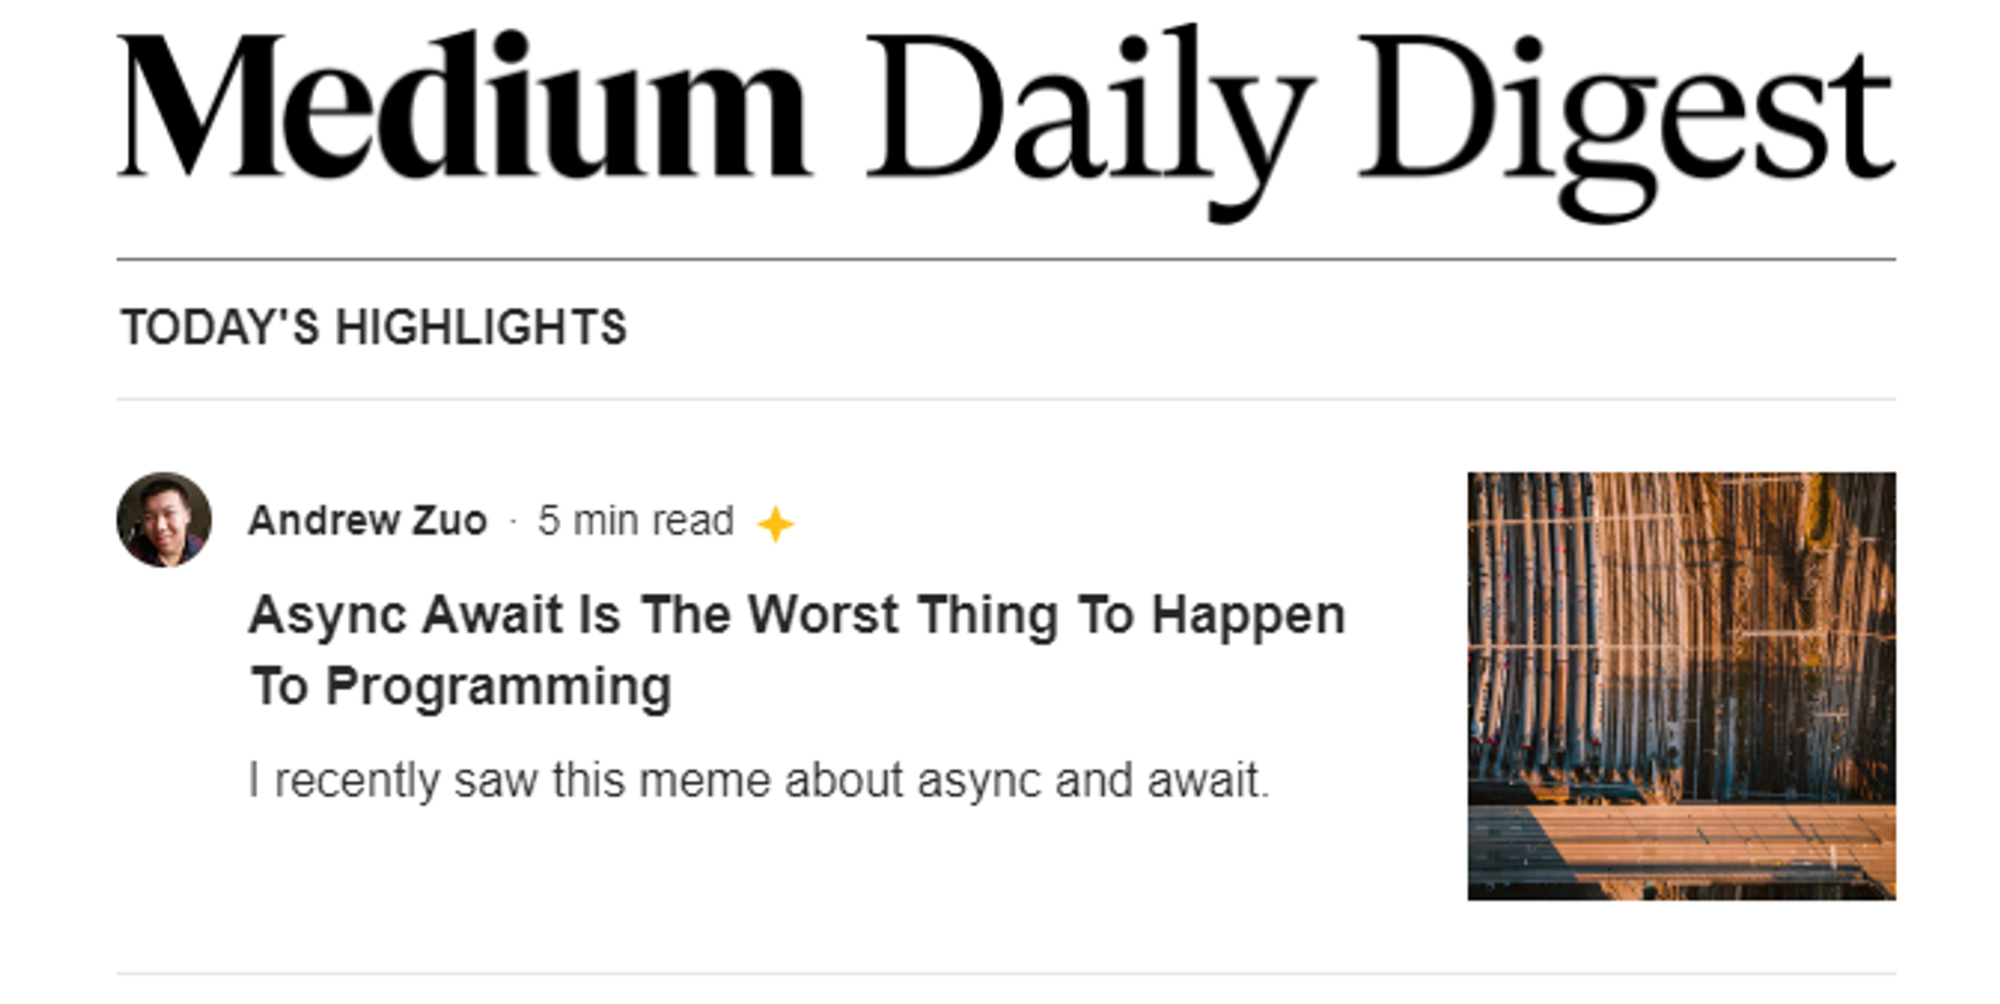 Medium Daily Digest
TODAY'S HIGHLIGHTS
Andrew Zuo · 5 min read
Async Await Is The Worst Thing To Happen
To Programming
I recently saw this meme about async and await.